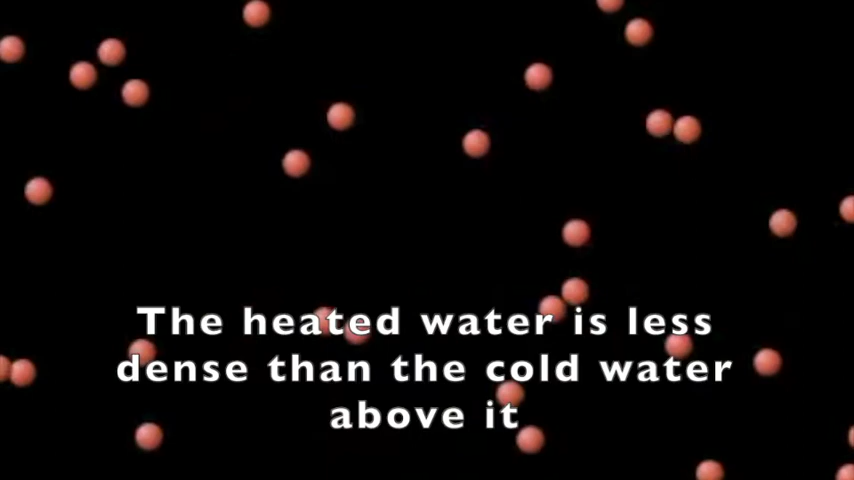 The heated water is less
dense than the cold water
above it